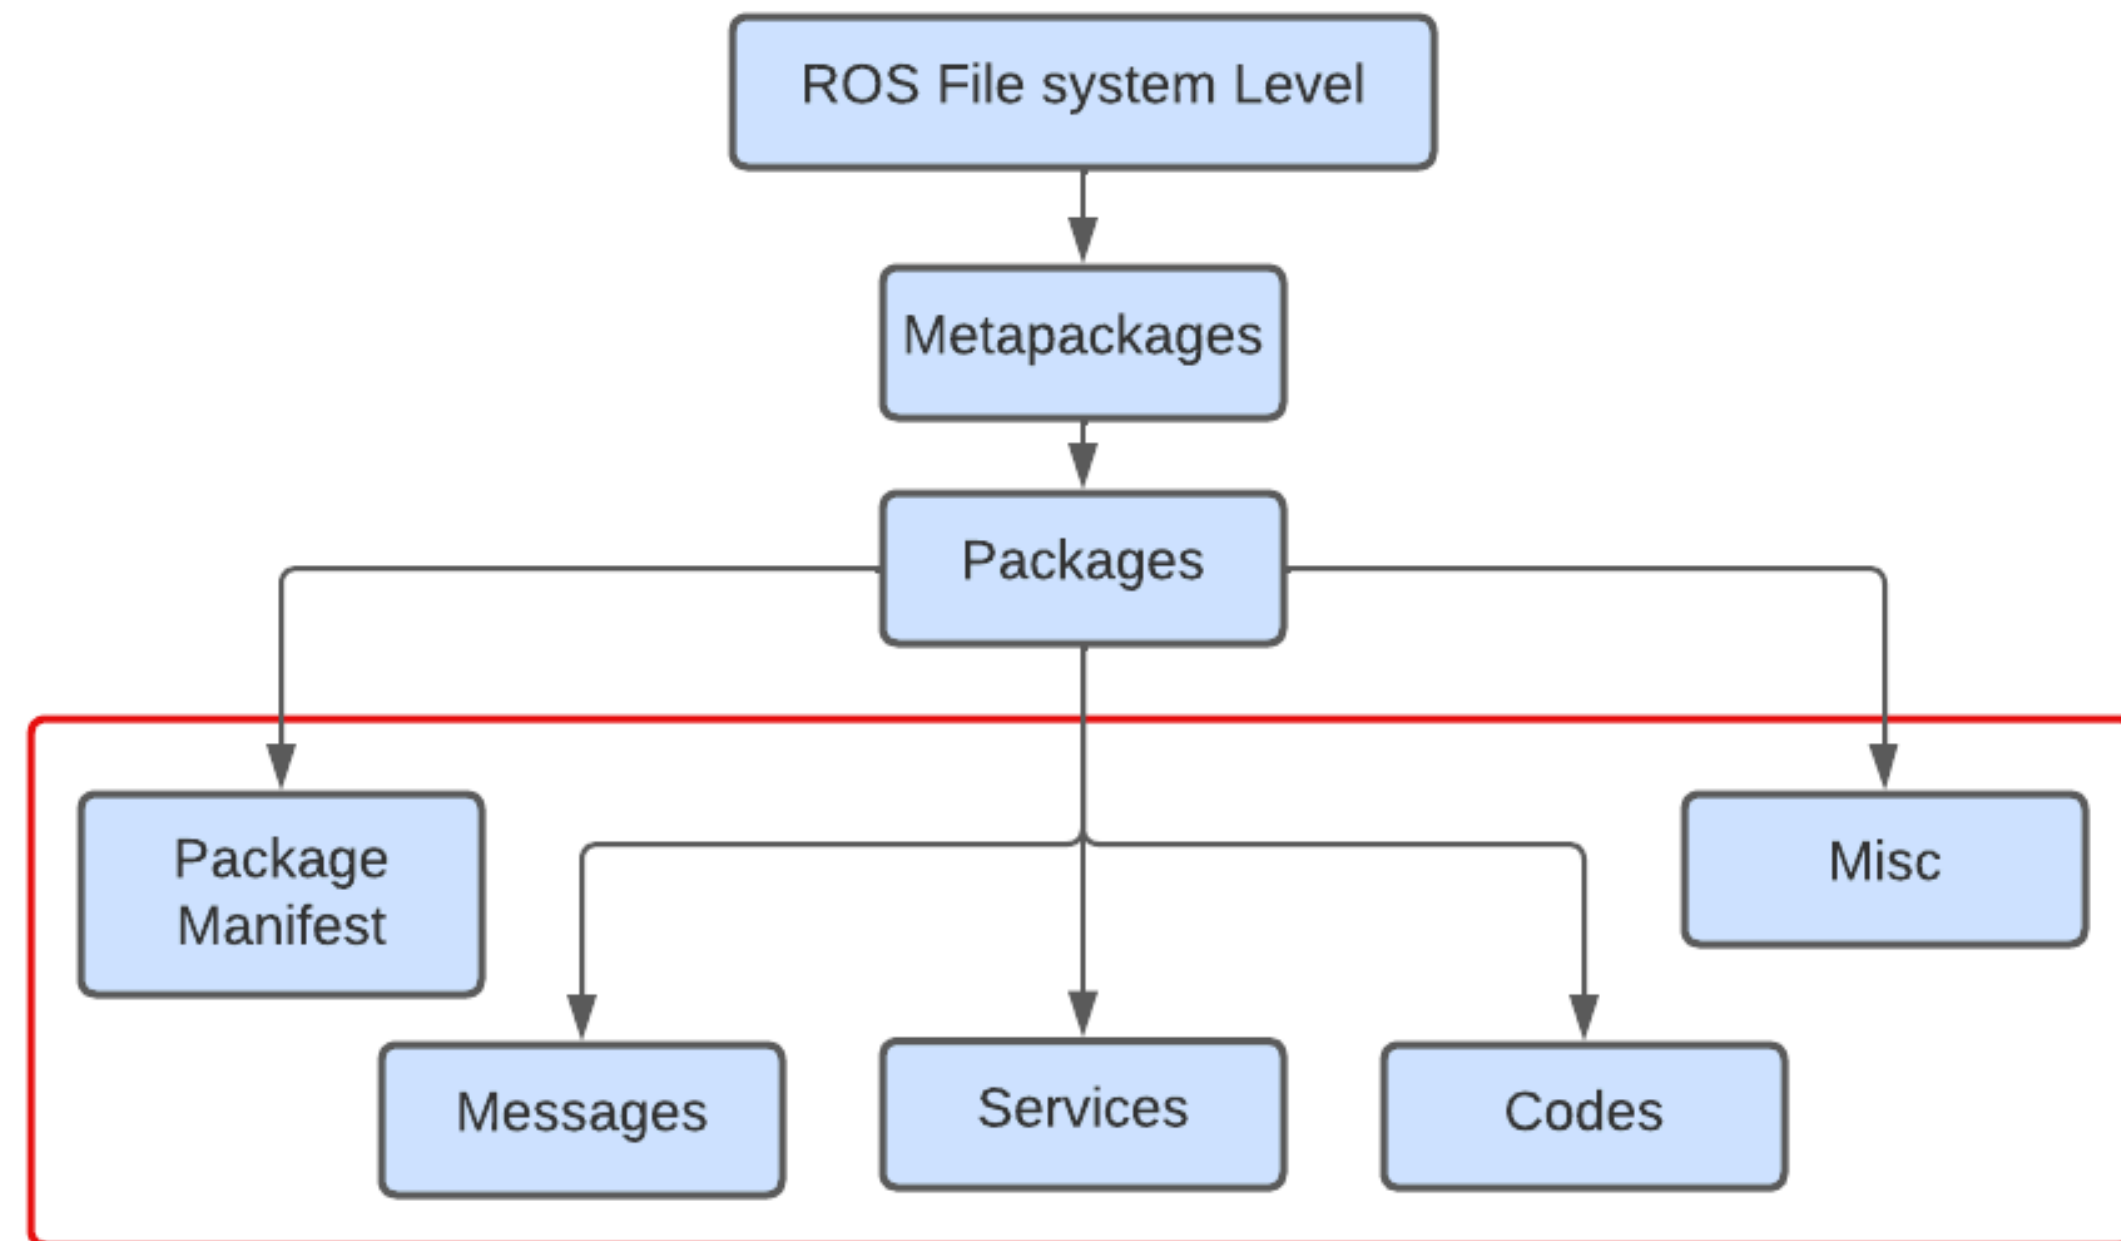 ROS File system Level
Metapackages
Packages
Package
Manifest
Misc
Messages
Services
Codes